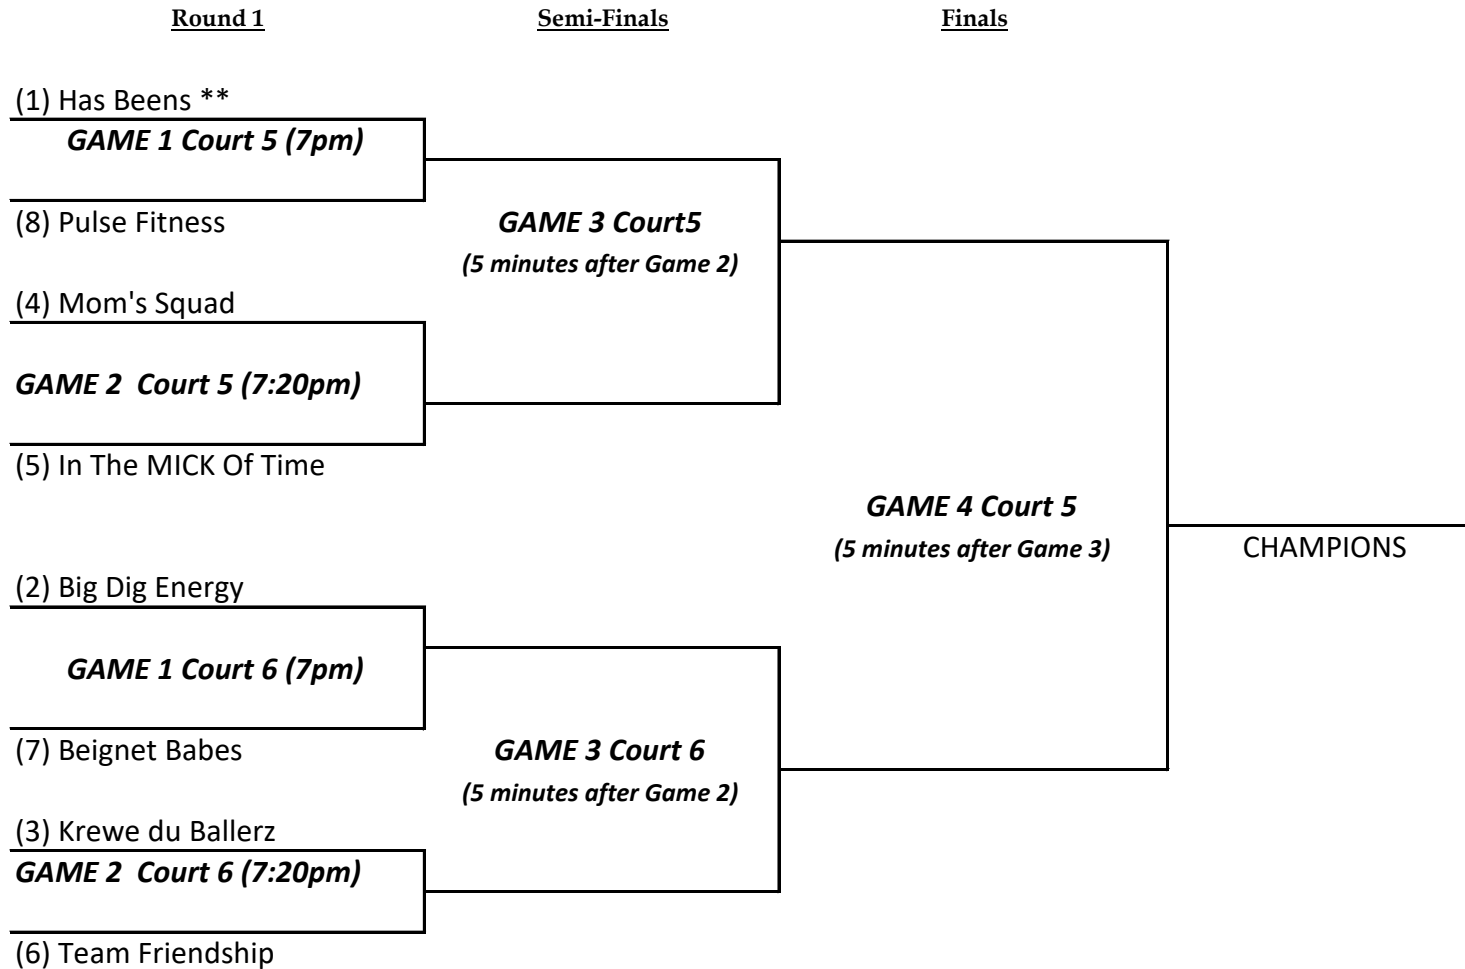 Round 1
Semi-Finals
Finals
(1) Has Beens **
GAME 1 Court 5 (7pm)
(8) Pulse Fitness
GAME 3 Court5
(5 minutes after Game 2)
(4) Mom's Squad
GAME 2  Court 5 (7:20pm)
(5) In The MICK Of Time
GAME 4 Court 5
(5 minutes after Game 3)
CHAMPIONS
(2) Big Dig Energy
GAME 1 Court 6 (7pm)
(7) Beignet Babes
GAME 3 Court 6
(5 minutes after Game 2)
(3) Krewe du Ballerz
GAME 2  Court 6 (7:20pm)
(6) Team Friendship